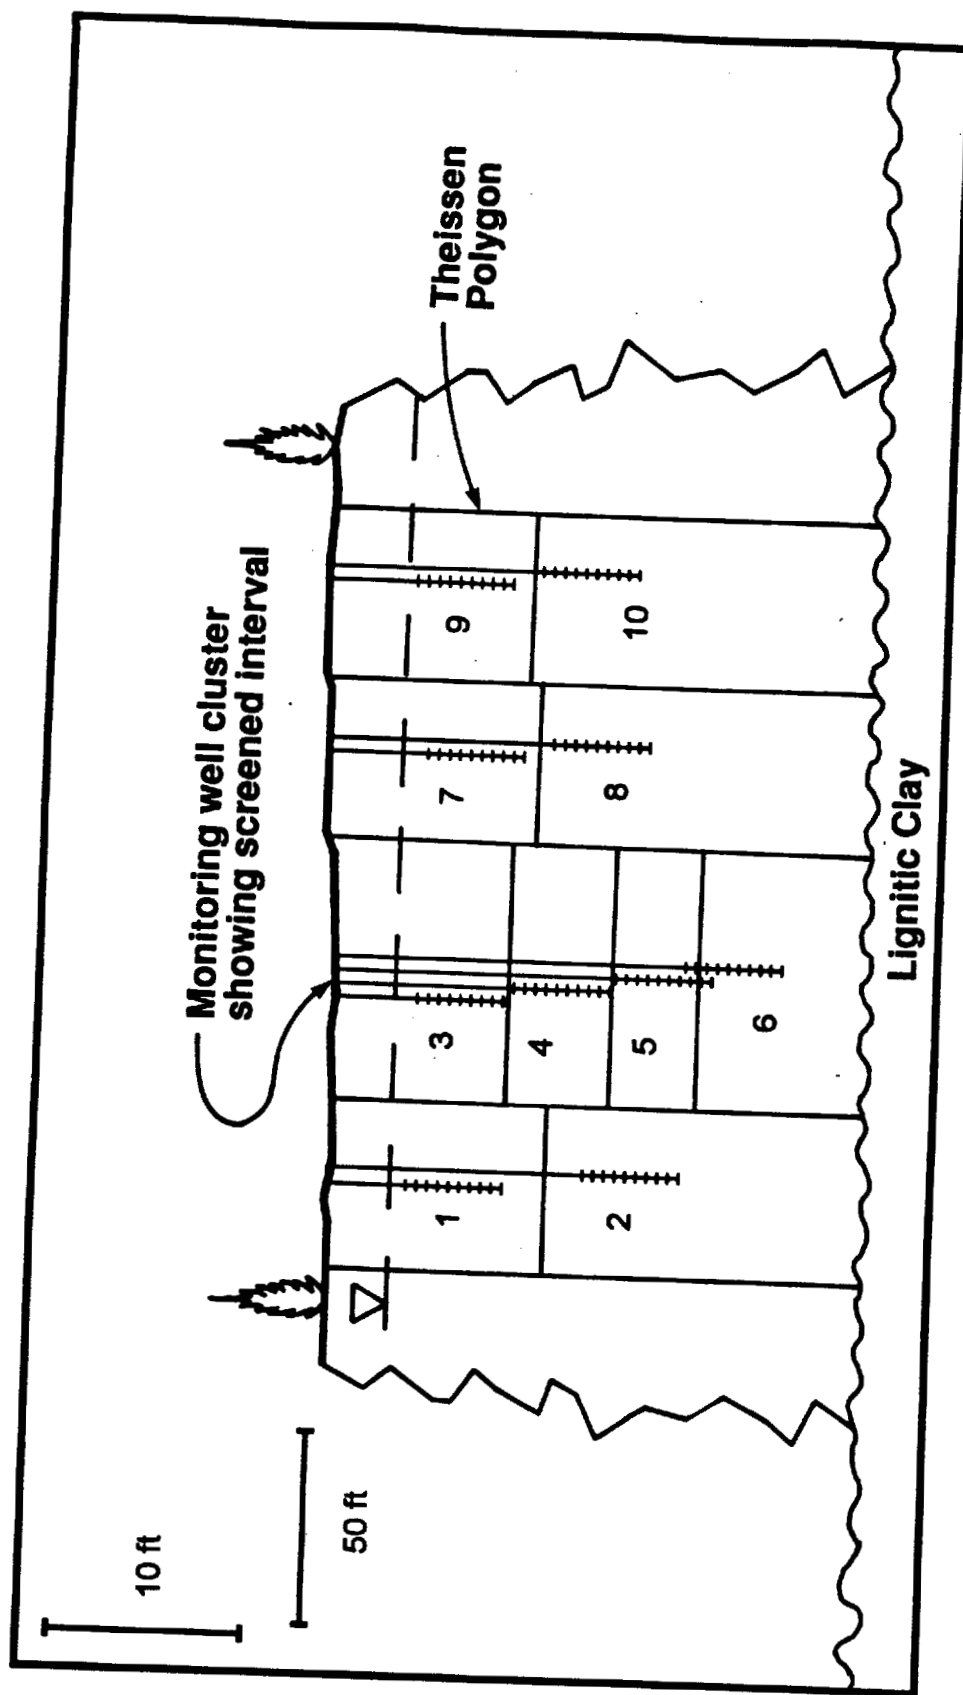 Monitoring well cluster
showing screened interval
Theissen
Polygon
1
2
3
4
5
6
7
8
9
10
10 ft
50 ft
Lignitic Clay